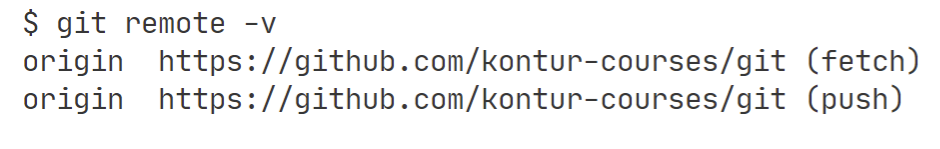 $ git remote -v
origin  https://github.com/kontur-courses/git (fetch)
origin  https://github.com/kontur-courses/git (push)